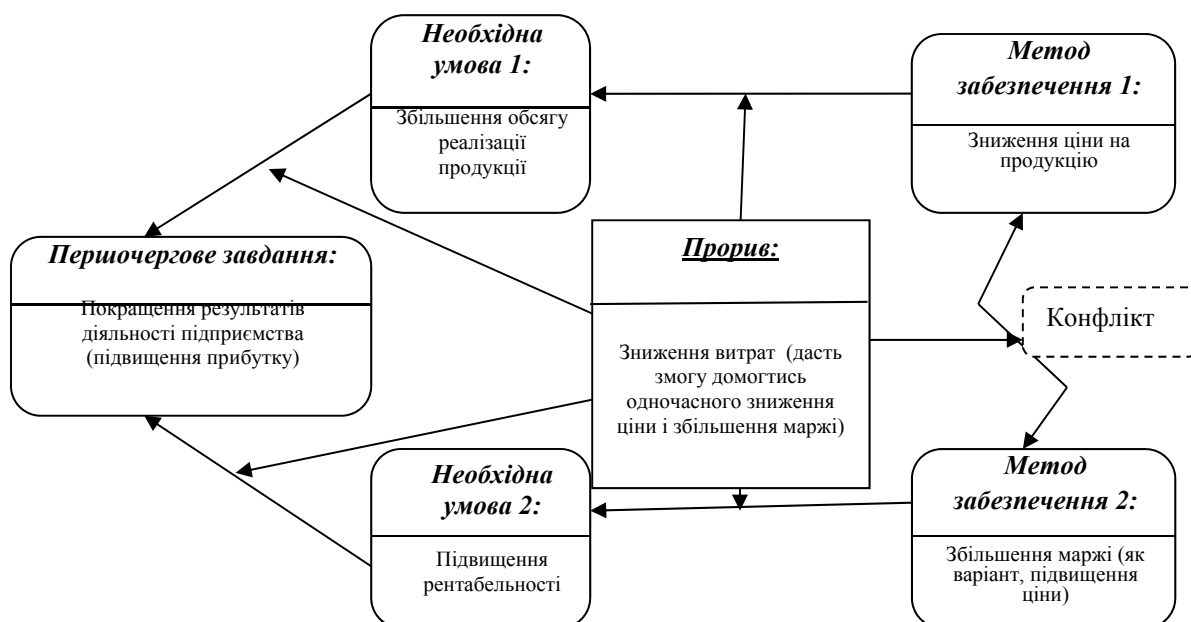 Необхідна
умова 1:
Збільшення обсягу
реалізації
продукції
Метод
забезпечення 1:
Зниження ціни на
продукцію
Першочергове завдання:
Покращення результатів
діяльності підприємства
(підвищення прибутку)
Прорив:
Зниження витрат (дасть
змогу домогтись
одночасного зниження
ціни і збільшення маржі)
Конфлікт
Необхідна
умова 2:
Підвищення
рентабельності
Метод
забезпечення 2:
Збільшення маржі (як
варіант, підвищення
ціни)